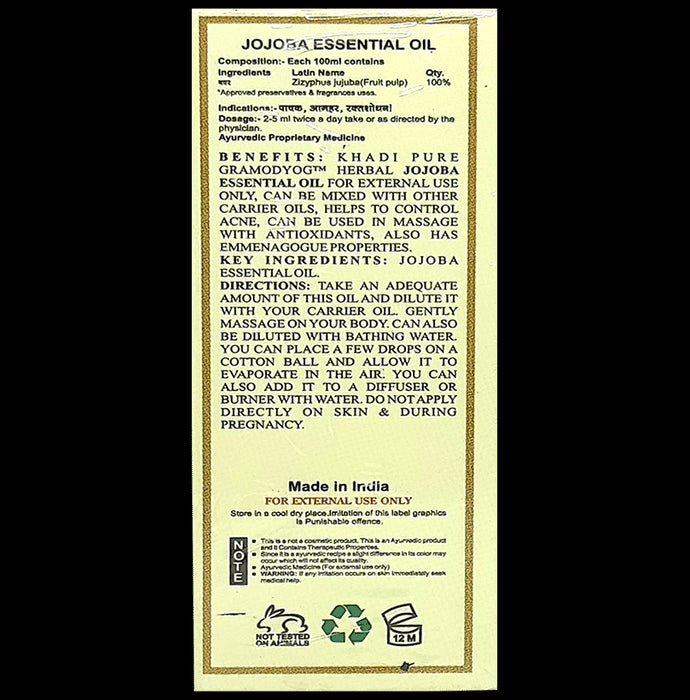 JOJOBA ESSENTIAL OIL
Composition:- Each 100ml contains
Ingredients Latin Name Qty.
बदर Zizyphus jujuba(Fruit pulp) 100%
*Approved preservatives & fragrances uses.
Indications:- पाचक, आमहर, रक्तशोधन।
Dosage:- 2-5 ml twice a day take or as directed by the
physician.
Ayurvedic Proprietary Medicine
BENEFITS: KHADI PURE
GRAMODYOG™ HERBAL JOJOBA
ESSENTIAL OIL FOR EXTERNAL USE
ONLY, CAN BE MIXED WITH OTHER
CARRIER OILS, HELPS TO CONTROL
ACNE, CAN BE USED IN MASSAGE
WITH ANTIOXIDANTS, ALSO HAS
EMMENAGOGUE PROPERTIES.
KEY INGREDIENTS: JOJOBA
ESSENTIAL OIL.
DIRECTIONS: TAKE AN ADEQUATE
AMOUNT OF THIS OIL AND DILUTE IT
WITH YOUR CARRIER OIL. GENTLY
MASSAGE ON YOUR BODY. CAN ALSO
BE DILUTED WITH BATHING WATER.
YOU CAN PLACE A FEW DROPS ON A
COTTON BALL AND ALLOW IT TO
EVAPORATE IN THE AIR. YOU CAN
ALSO ADD IT TO A DIFFUSER OR
BURNER WITH WATER. DO NOT APPLY
DIRECTLY ON SKIN & DURING
PREGNANCY.
Made in India
FOR EXTERNAL USE ONLY
Store in a cool dry place.Imitation of this label graphics
is Punishable offence.
NOTE
• This is a not a cosmetic product. This is an Ayurvedic product
and it Contains Therapeutic Properties.
• Since it is a ayurvedic recipe a slight difference in its color may
occur which will not affect its quality.
• Ayurvedic Medicine (For external use only)
• WARNING: If any irritation occurs on skin immediately seek
medical help.
NOT TESTED
ON ANIMALS
12 M